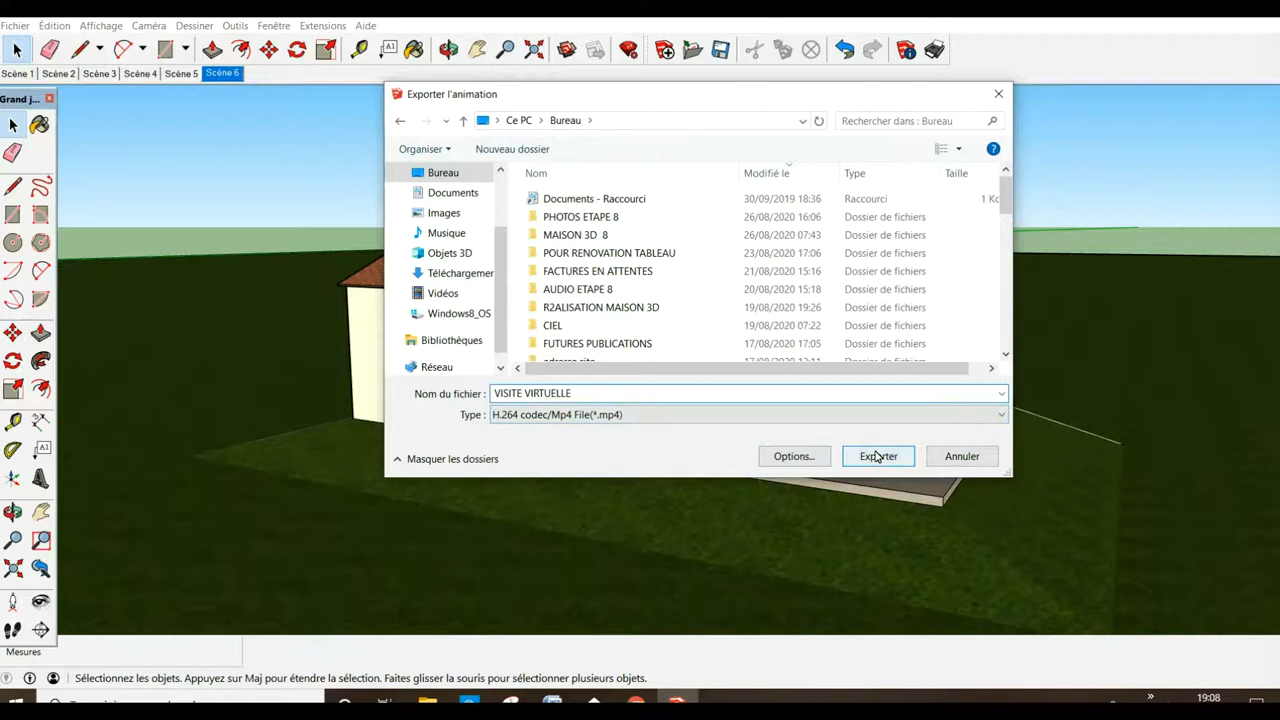 Fichier Édition Affichage Caméra Dessiner Outils Fenêtre Extensions Aide
Scène 1 Scène 2 Scène 3 Scène 4 Scène 5 Scène 6
Grand j...
Exporter l'animation
Ce PC > Bureau >
Rechercher dans : Bureau
Organiser Nouveau dossier
Nom Modifié le Type Taille
Bureau
Documents
Images
Musique
Objets 3D
Téléchargemer
Vidéos
Windows8_OS
Bibliothèques
Réseau
Documents - Raccourci 30/09/2019 18:36 Raccourci 1 Kc
PHOTOS ETAPE 8 26/08/2020 16:06 Dossier de fichiers
MAISON 3D 8 26/08/2020 07:43 Dossier de fichiers
POUR RENOVATION TABLEAU 23/08/2020 17:06 Dossier de fichiers
FACTURES EN ATTENTES 21/08/2020 15:16 Dossier de fichiers
AUDIO ETAPE 8 20/08/2020 15:18 Dossier de fichiers
R2ALISATION MAISON 3D 19/08/2020 19:26 Dossier de fichiers
CIEL 19/08/2020 07:22 Dossier de fichiers
FUTURES PUBLICATIONS 17/08/2020 17:05 Dossier de fichiers
Nom du fichier : VISITE VIRTUELLE
Type : H.264 codec/Mp4 File(*.mp4)
Masquer les dossiers Options... Exporter Annuler
Mesures
Sélectionnez les objets. Appuyez sur Maj pour étendre la sélection. Faites glisser la souris pour sélectionner plusieurs objets.
19:08